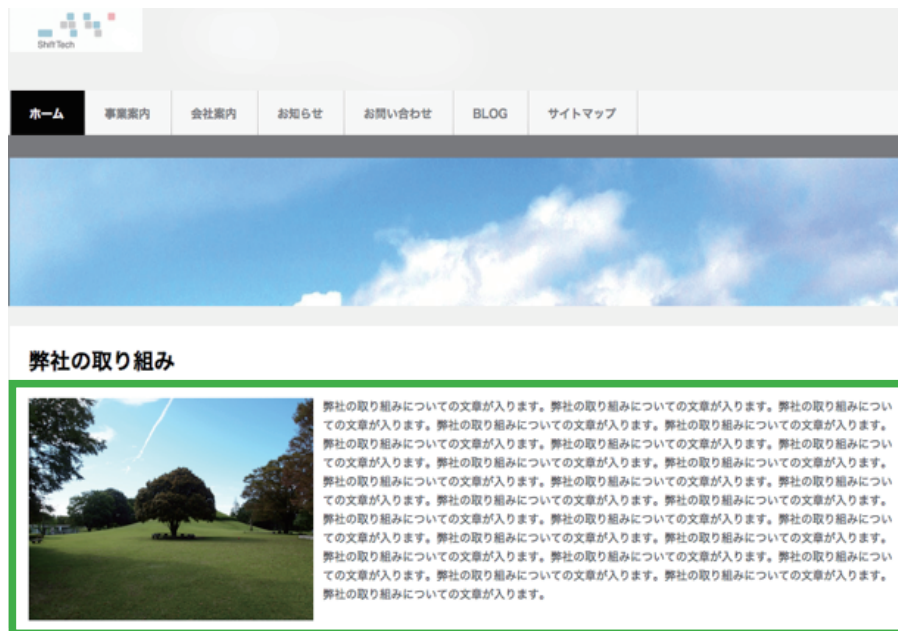 Shift Tech
ホーム 事業案内 会社案内 お知らせ お問い合わせ BLOG サイトマップ
弊社の取り組み
弊社の取り組みについての文章が入ります。弊社の取り組みについての文章が入ります。弊社の取り組みについ
ての文章が入ります。弊社の取り組みについての文章が入ります。弊社の取り組みについての文章が入ります。
弊社の取り組みについての文章が入ります。弊社の取り組みについての文章が入ります。弊社の取り組みについ
ての文章が入ります。弊社の取り組みについての文章が入ります。弊社の取り組みについての文章が入ります。
弊社の取り組みについての文章が入ります。弊社の取り組みについての文章が入ります。弊社の取り組みについ
ての文章が入ります。弊社の取り組みについての文章が入ります。弊社の取り組みについての文章が入ります。
弊社の取り組みについての文章が入ります。弊社の取り組みについての文章が入ります。弊社の取り組みについ
ての文章が入ります。弊社の取り組みについての文章が入ります。弊社の取り組みについての文章が入ります。
弊社の取り組みについての文章が入ります。弊社の取り組みについての文章が入ります。弊社の取り組みについ
ての文章が入ります。弊社の取り組みについての文章が入ります。弊社の取り組みについての文章が入ります。
弊社の取り組みについての文章が入ります。